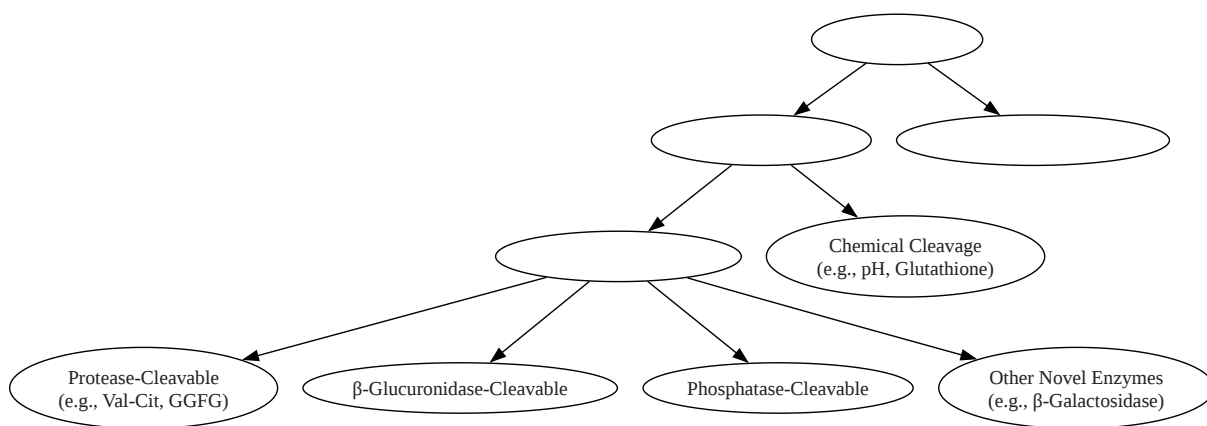 Chemical Cleavage
(e.g., pH, Glutathione)
Protease-Cleavable
(e.g., Val-Cit, GGFG)
β-Glucuronidase-Cleavable
Phosphatase-Cleavable
Other Novel Enzymes
(e.g., β-Galactosidase)